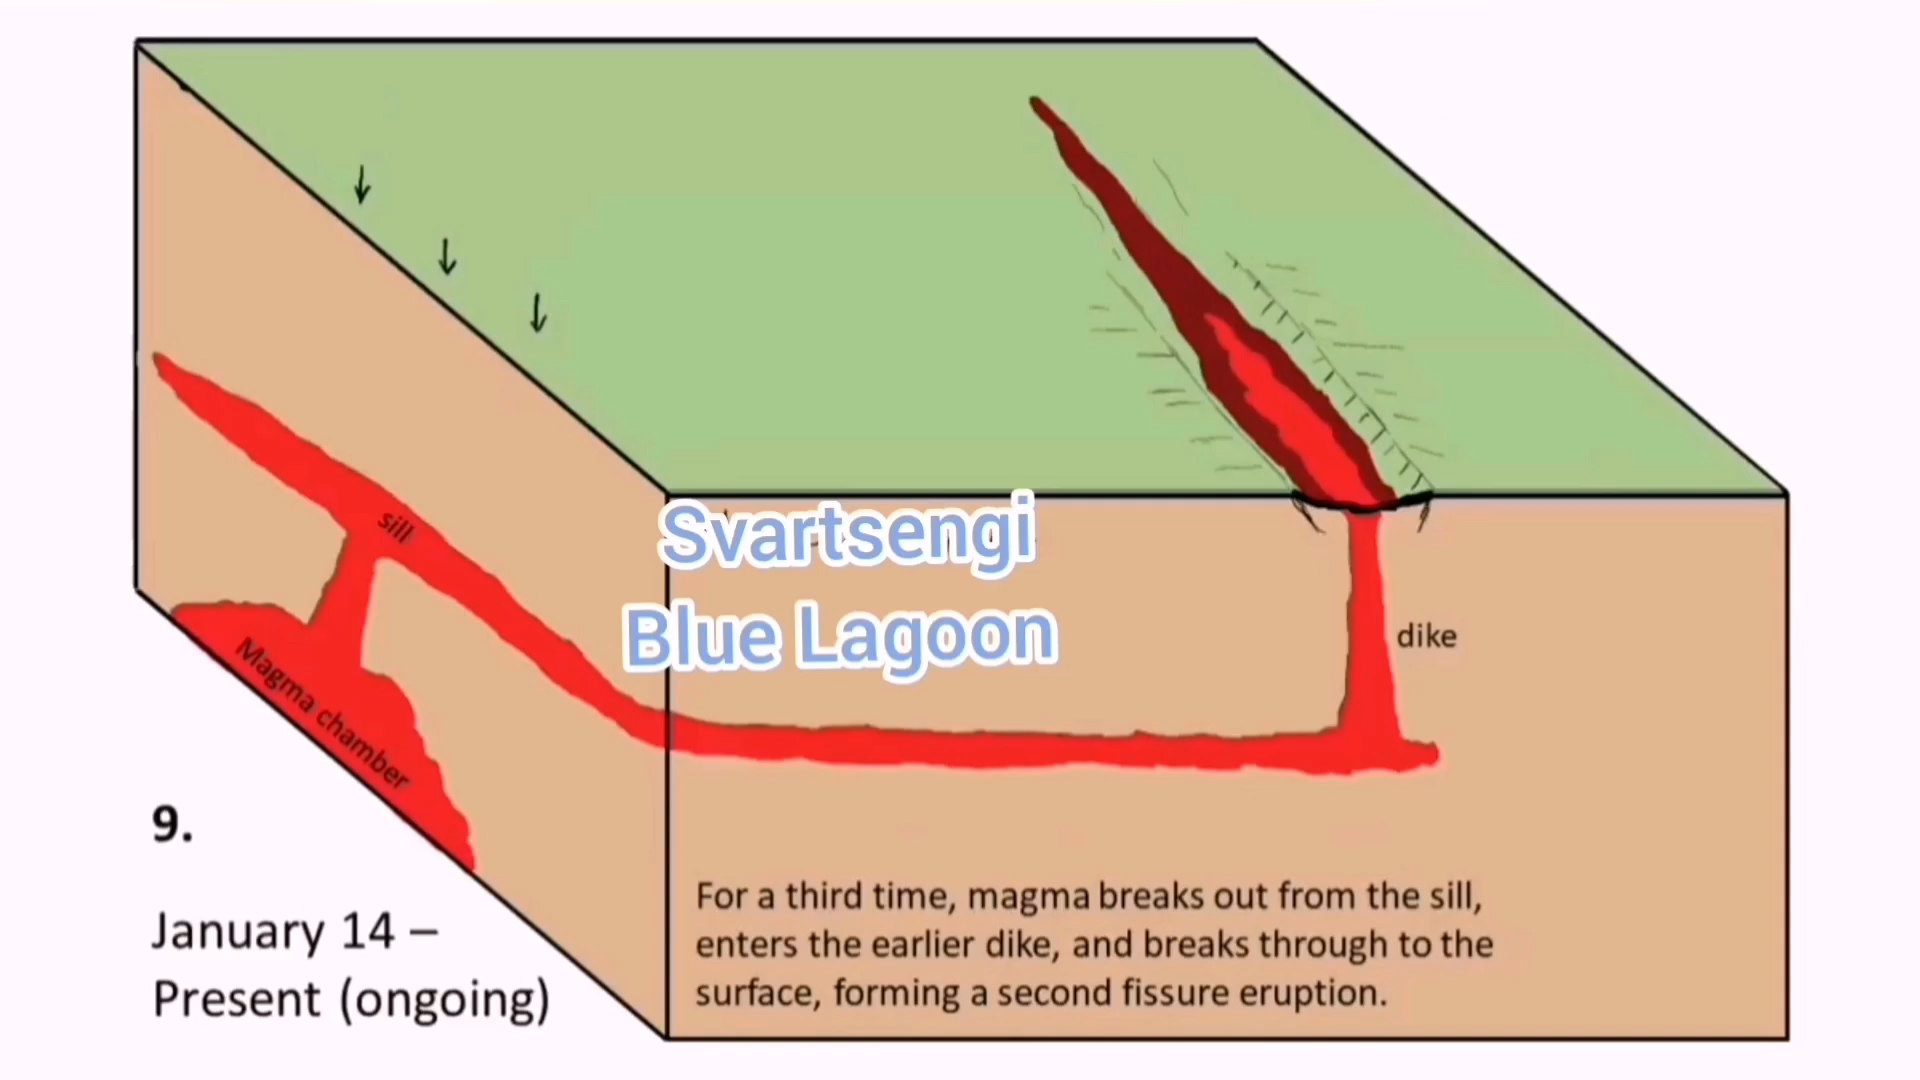 sill
Svartsengi
Blue Lagoon
dike
Magma chamber
9.
January 14 –
Present (ongoing)
For a third time, magma breaks out from the sill,
enters the earlier dike, and breaks through to the
surface, forming a second fissure eruption.